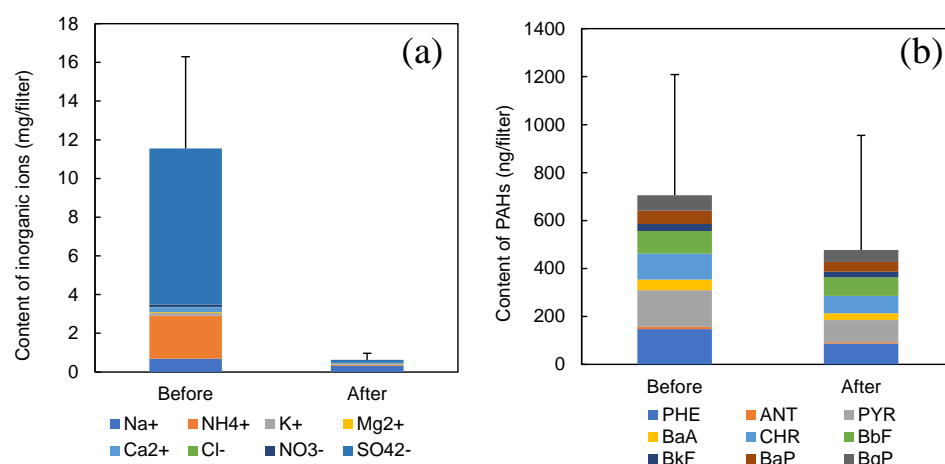 (a)
Content of inorganic ions (mg/filter)
18
16
14
12
10
8
6
4
2
0
Before After
Na+ NH4+ K+ Mg2+
Ca2+ Cl- NO3- SO42-
(b)
Content of PAHs (ng/filter)
1400
1200
1000
800
600
400
200
0
Before After
PHE ANT PYR
BaA CHR BbF
BkF BaP BgP